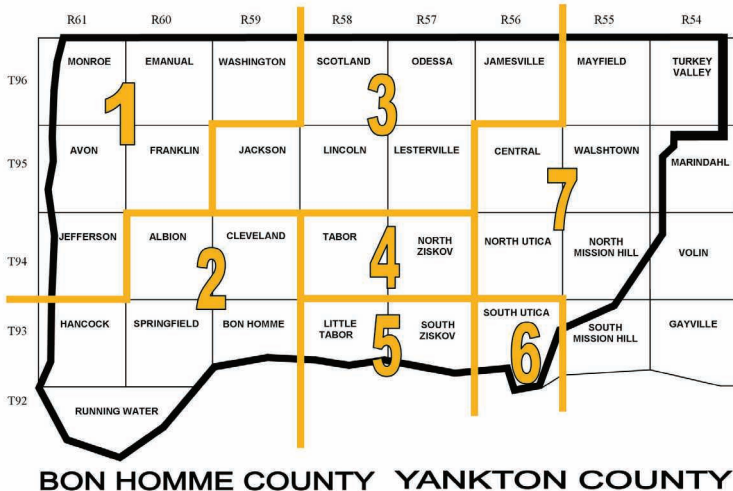 R61 R60 R59 R58 R57 R56 R55 R54
T96 MONROE EMANUAL WASHINGTON SCOTLAND ODESSA JAMESVILLE MAYFIELD TURKEY VALLEY
1 3
T95 AVON FRANKLIN JACKSON LINCOLN LESTERVILLE CENTRAL WALSHTOWN MARINDAHL
7
T94 JEFFERSON ALBION CLEVELAND TABOR NORTH ZISKOV NORTH UTICA NORTH MISSION HILL VOLIN
2 4
T93 HANCOCK SPRINGFIELD BON HOMME LITTLE TABOR SOUTH ZISKOV SOUTH UTICA SOUTH MISSION HILL GAYVILLE
5 6
T92 RUNNING WATER
BON HOMME COUNTY YANKTON COUNTY